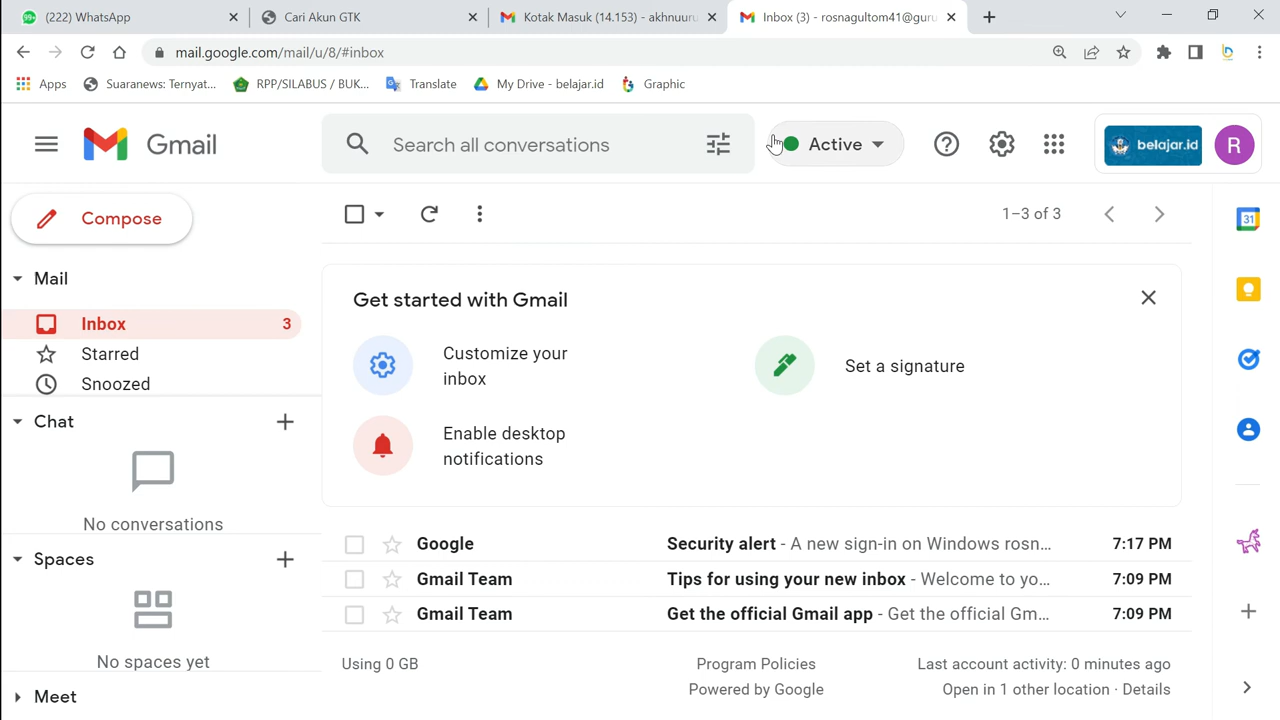 99+
(222) WhatsApp
Cari Akun GTK
Kotak Masuk (14.153) - akhnuuru
Inbox (3) - rosnagultom41@guru
mail.google.com/mail/u/8/#inbox
Apps
Suaranews: Ternyat...
RPP/SILABUS / BUK...
Translate
My Drive - belajar.id
Graphic
Gmail
Search all conversations
Active
belajar.id
R
Compose
1–3 of 3
31
Mail
Get started with Gmail
Inbox
3
Customize your
inbox
Set a signature
Starred
Snoozed
Enable desktop
notifications
Chat
No conversations
Google
Security alert - A new sign-in on Windows rosn...
7:17 PM
Spaces
Gmail Team
Tips for using your new inbox - Welcome to yo...
7:09 PM
Gmail Team
Get the official Gmail app - Get the official Gm...
7:09 PM
No spaces yet
Using 0 GB
Program Policies
Powered by Google
Last account activity: 0 minutes ago
Open in 1 other location · Details
Meet